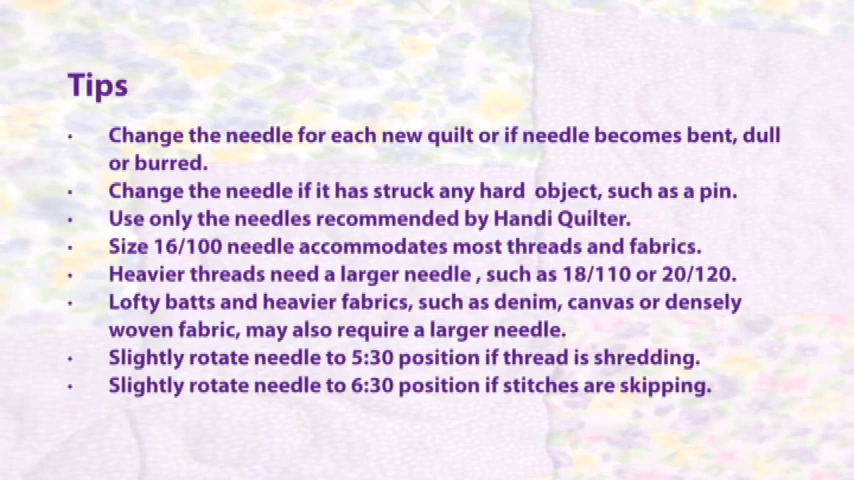 Tips
• Change the needle for each new quilt or if needle becomes bent, dull
or burred.
• Change the needle if it has struck any hard object, such as a pin.
• Use only the needles recommended by Handi Quilter.
• Size 16/100 needle accommodates most threads and fabrics.
• Heavier threads need a larger needle , such as 18/110 or 20/120.
• Lofty batts and heavier fabrics, such as denim, canvas or densely
woven fabric, may also require a larger needle.
• Slightly rotate needle to 5:30 position if thread is shredding.
• Slightly rotate needle to 6:30 position if stitches are skipping.